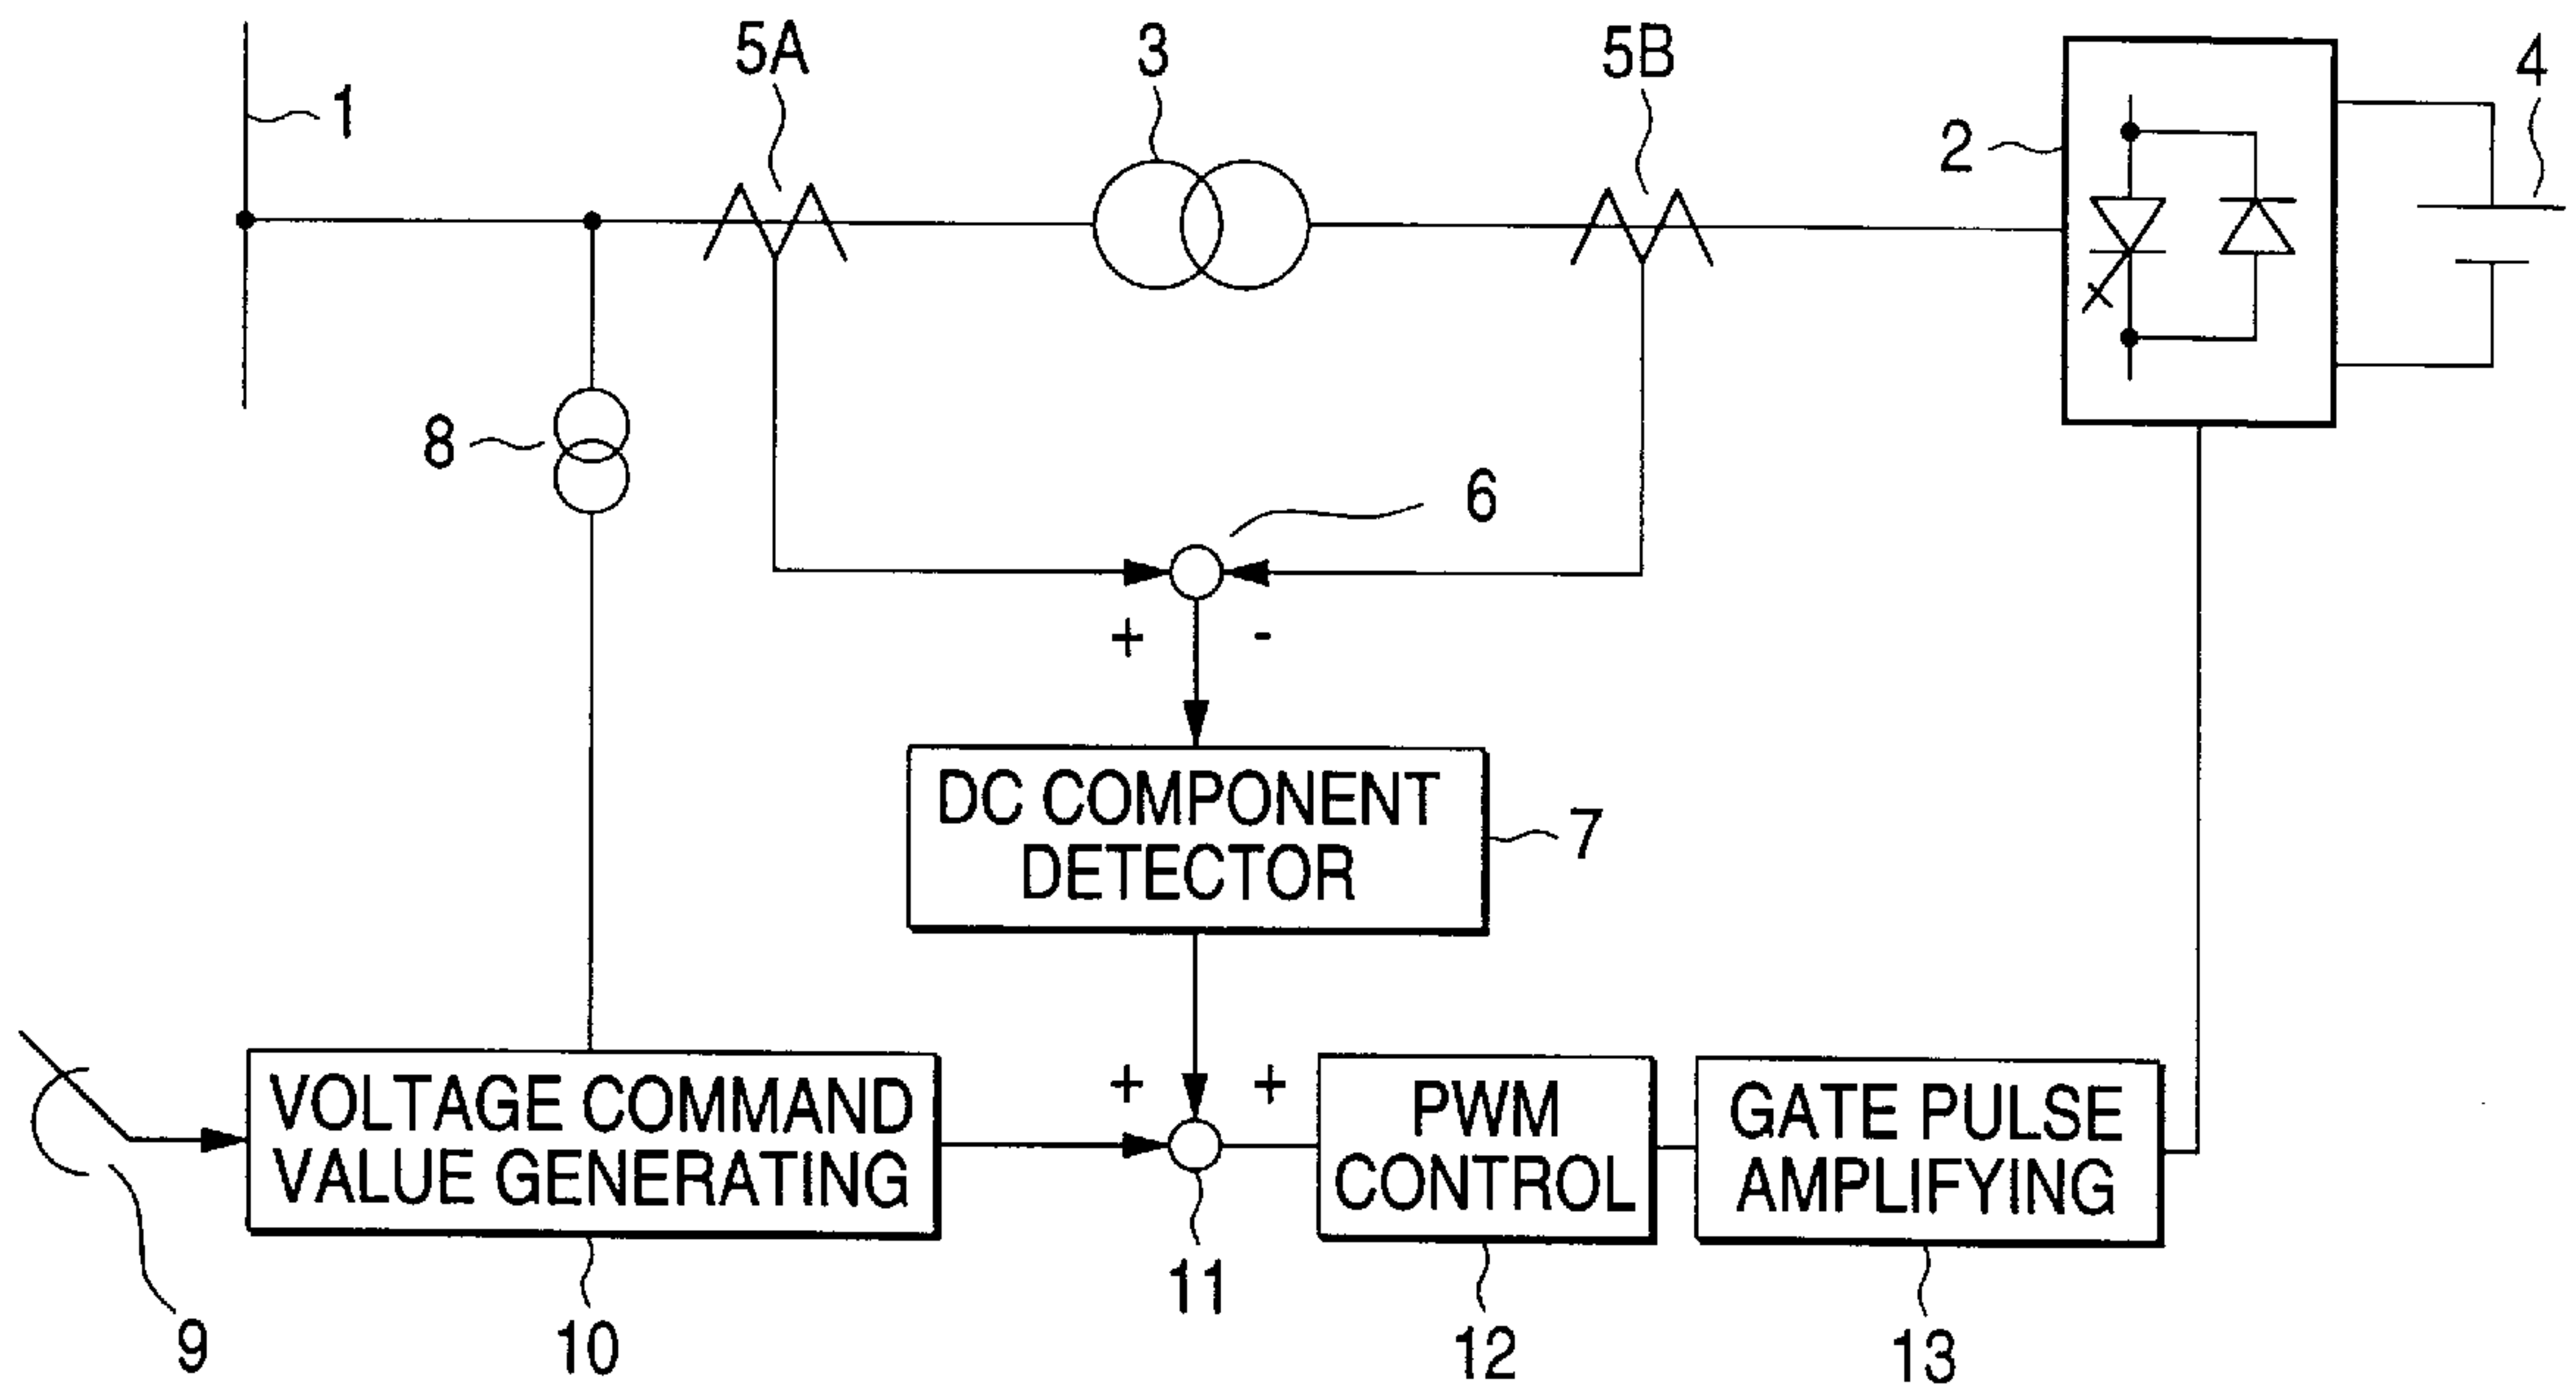 5A
3
5B
4
1
2
8
6
+
-
DC COMPONENT
DETECTOR
7
+
+
VOLTAGE COMMAND
VALUE GENERATING
PWM
CONTROL
GATE PULSE
AMPLIFYING
9
10
11
12
13